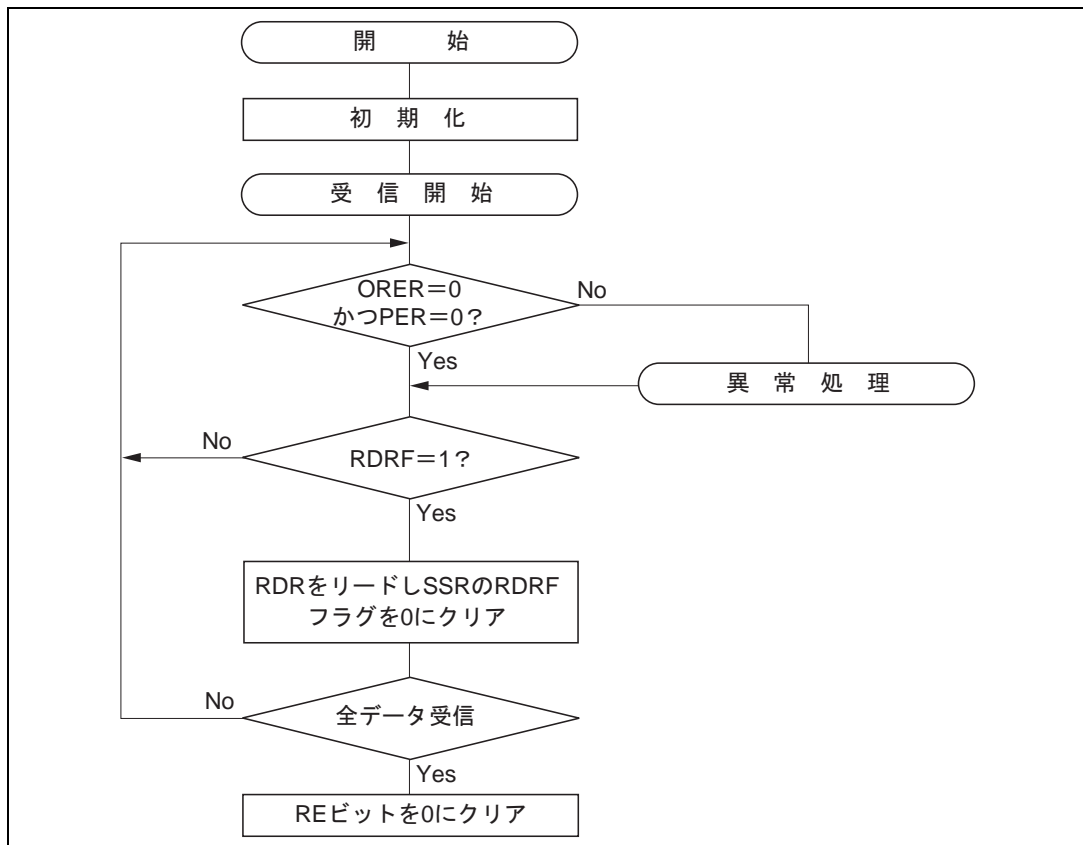 開 始
初 期 化
受 信 開 始
ORER=0
かつPER=0?
No
Yes
異 常 処 理
No
RDRF=1?
Yes
RDRをリードしSSRのRDRF
フラグを0にクリア
No
全データ受信
Yes
REビットを0にクリア